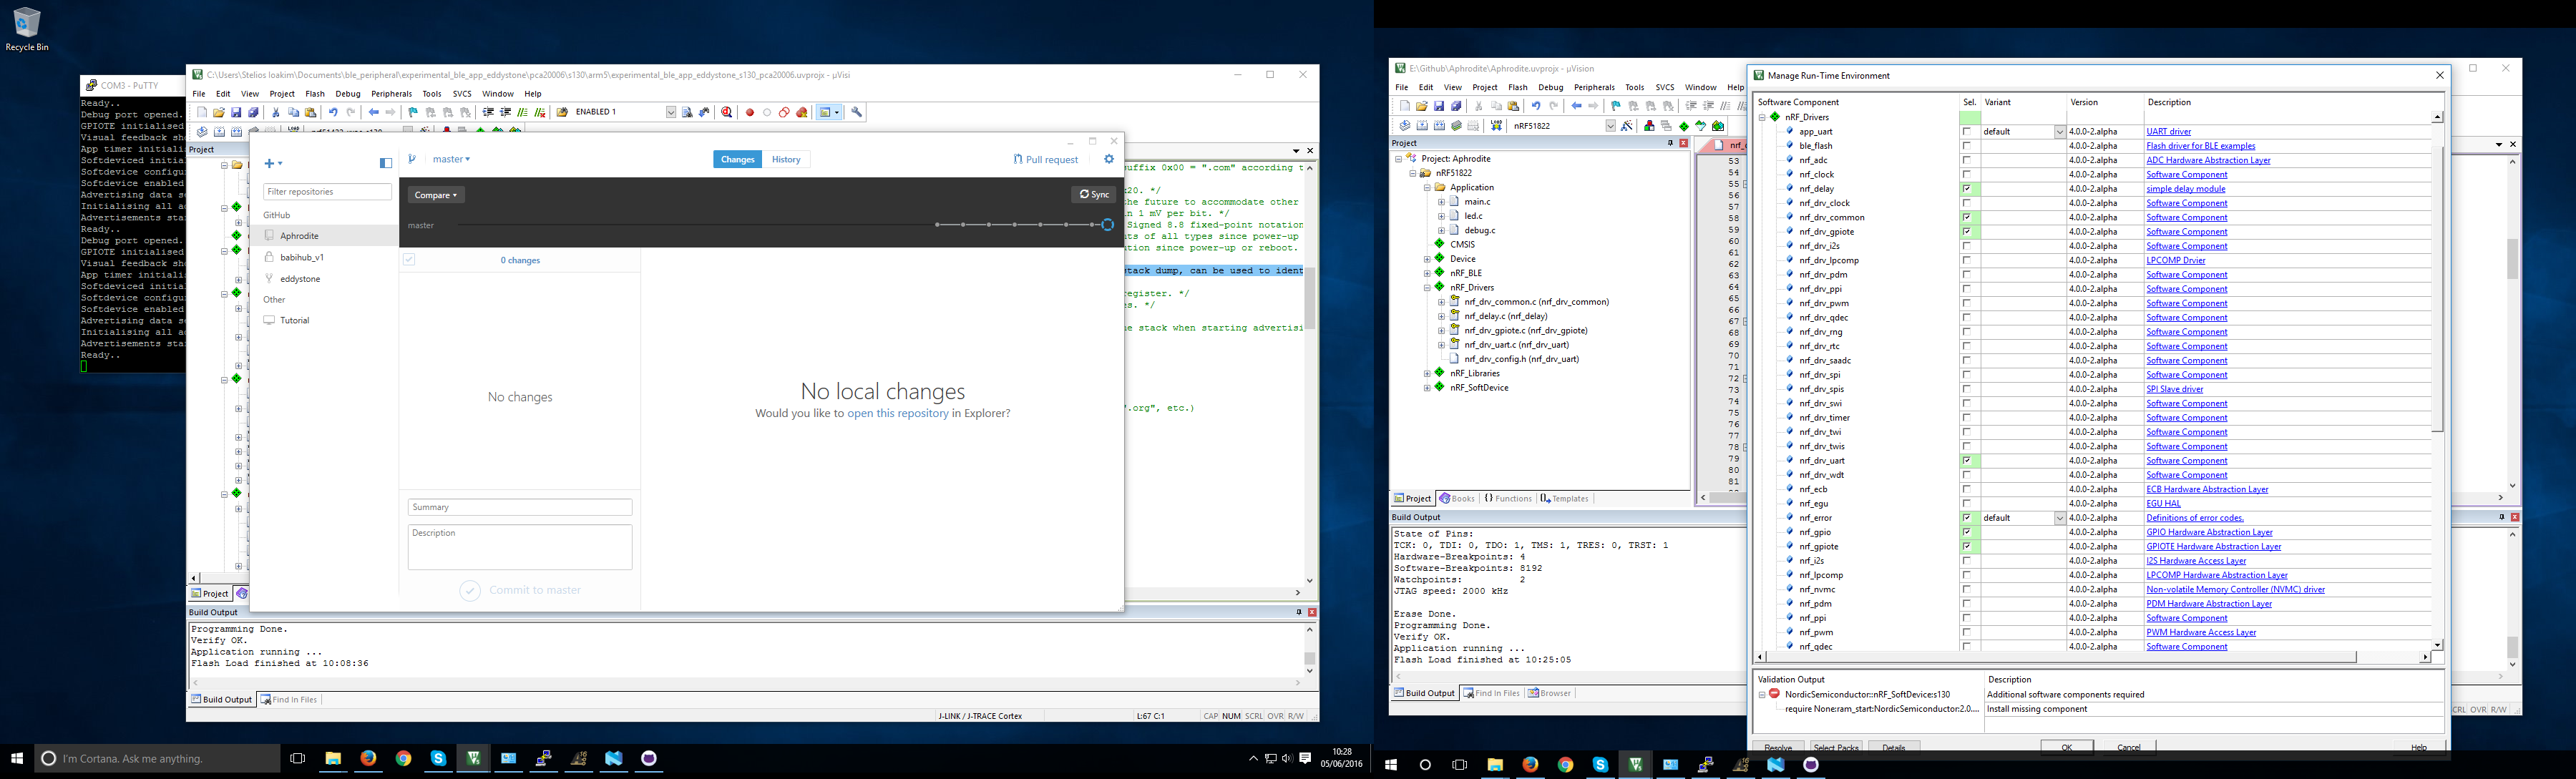 Recycle Bin
COM3 - PuTTY
Ready..
Debug port opened.
GPIOTE initialised
Visual feedback sh
App timer initiali
Softdeviced initia
Softdevice configu
Softdevice enabled
Advertising data s
Initialising all a
Advertisements sta
Ready..
Debug port opened.
GPIOTE initialised
Visual feedback sh
App timer initiali
Softdeviced initia
Softdevice configu
Softdevice enabled
Advertising data s
Initialising all a
Advertisements sta
Ready..
C:\Users\Stelios Ioakim\Documents\ble_peripheral\experimental_ble_app_eddystone\pca20006\s130\arm5\experimental_ble_app_eddystone_s130_pca20006.uvprojx - µVisi
File Edit View Project Flash Debug Peripherals Tools SVCS Window Help
ENABLED 1
Project
master
Changes
History
Pull request
Filter repositories
GitHub
Aphrodite
babihub_v1
eddystone
Other
Tutorial
Compare
Sync
master
0 changes
No changes
No local changes
Would you like to open this repository in Explorer?
Summary
Description
Commit to master
suffix 0x00 = ".com" according t
x20. */
the future to accommodate other
in 1 mV per bit. */
Signed 8.8 fixed-point notation
ts of all types since power-up
ution since power-up or reboot.
stack dump, can be used to ident
register. */
es. */
he stack when starting advertisi
".org", etc.)
Project
Build Output
Programming Done.
Verify OK.
Application running ...
Flash Load finished at 10:08:36
Build Output Find In Files
J-LINK / J-TRACE Cortex L:67 C:1 CAP NUM SCRL OVR R/W
I'm Cortana. Ask me anything.
10:28
05/06/2016
E:\Github\Aphrodite\Aphrodite.uvprojx - µVision
File Edit View Project Flash Debug Peripherals Tools SVCS Window Help
nRF51822
Project
Project: Aphrodite
nRF51822
Application
main.c
led.c
debug.c
CMSIS
Device
nRF_BLE
nRF_Drivers
nrf_drv_common.c (nrf_drv_common)
nrf_delay.c (nrf_delay)
nrf_drv_gpiote.c (nrf_drv_gpiote)
nrf_drv_uart.c (nrf_drv_uart)
nrf_drv_config.h (nrf_drv_uart)
nRF_Libraries
nRF_SoftDevice
53
54
55
56
57
58
59
60
61
62
63
64
65
66
67
68
69
70
71
72
73
74
75
76
77
78
79
80
81
Project Books Functions Templates
Build Output
State of Pins:
TCK: 0, TDI: 0, TDO: 1, TMS: 1, TRES: 0, TRST: 1
Hardware-Breakpoints: 4
Software-Breakpoints: 8192
Watchpoints: 2
JTAG speed: 2000 kHz
Erase Done.
Programming Done.
Verify OK.
Application running ...
Flash Load finished at 10:25:05
Build Output Find In Files Browser
CRL OVR R/W
Manage Run-Time Environment
Software Component Sel. Variant Version Description
nRF_Drivers
app_uart default 4.0.0-2.alpha UART driver
ble_flash 4.0.0-2.alpha Flash driver for BLE examples
nrf_adc 4.0.0-2.alpha ADC Hardware Abstraction Layer
nrf_clock 4.0.0-2.alpha Software Component
nrf_delay 4.0.0-2.alpha simple delay module
nrf_drv_clock 4.0.0-2.alpha Software Component
nrf_drv_common 4.0.0-2.alpha Software Component
nrf_drv_gpiote 4.0.0-2.alpha Software Component
nrf_drv_i2s 4.0.0-2.alpha Software Component
nrf_drv_lpcomp 4.0.0-2.alpha LPCOMP Drvier
nrf_drv_pdm 4.0.0-2.alpha Software Component
nrf_drv_ppi 4.0.0-2.alpha Software Component
nrf_drv_pwm 4.0.0-2.alpha Software Component
nrf_drv_qdec 4.0.0-2.alpha Software Component
nrf_drv_rng 4.0.0-2.alpha Software Component
nrf_drv_rtc 4.0.0-2.alpha Software Component
nrf_drv_saadc 4.0.0-2.alpha Software Component
nrf_drv_spi 4.0.0-2.alpha Software Component
nrf_drv_spis 4.0.0-2.alpha SPI Slave driver
nrf_drv_swi 4.0.0-2.alpha Software Component
nrf_drv_timer 4.0.0-2.alpha Software Component
nrf_drv_twi 4.0.0-2.alpha Software Component
nrf_drv_twis 4.0.0-2.alpha Software Component
nrf_drv_uart 4.0.0-2.alpha Software Component
nrf_drv_wdt 4.0.0-2.alpha Software Component
nrf_ecb 4.0.0-2.alpha ECB Hardware Abstraction Layer
nrf_egu 4.0.0-2.alpha EGU HAL
nrf_error default 4.0.0-2.alpha Definitions of error codes.
nrf_gpio 4.0.0-2.alpha GPIO Hardware Abstraction Layer
nrf_gpiote 4.0.0-2.alpha GPIOTE Hardware Abstraction Layer
nrf_i2s 4.0.0-2.alpha I2S Hardware Access Layer
nrf_lpcomp 4.0.0-2.alpha LPCOMP Hardware Abstraction Layer
nrf_nvmc 4.0.0-2.alpha Non-volatile Memory Controller (NVMC) driver
nrf_pdm 4.0.0-2.alpha PDM Hardware Abstraction Layer
nrf_ppi 4.0.0-2.alpha Software Component
nrf_pwm 4.0.0-2.alpha PWM Hardware Access Layer
nrf_qdec 4.0.0-2.alpha Software Component
Validation Output Description
NordicSemiconductor::nRF_SoftDevice:s130 Additional software components required
require None:ram_start:NordicSemiconductor:2.0.... Install missing component
Resolve Select Packs Details OK Cancel Help